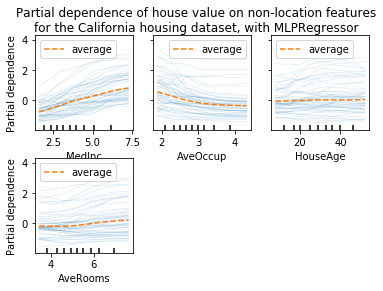 Partial dependence of house value on non-location features
for the California housing dataset, with MLPRegressor
Partial dependence
4
2
0
average
average
average
2.5
5.0
7.5
2
3
4
20
40
MedInc
AveOccup
HouseAge
Partial dependence
4
2
0
average
4
6
AveRooms